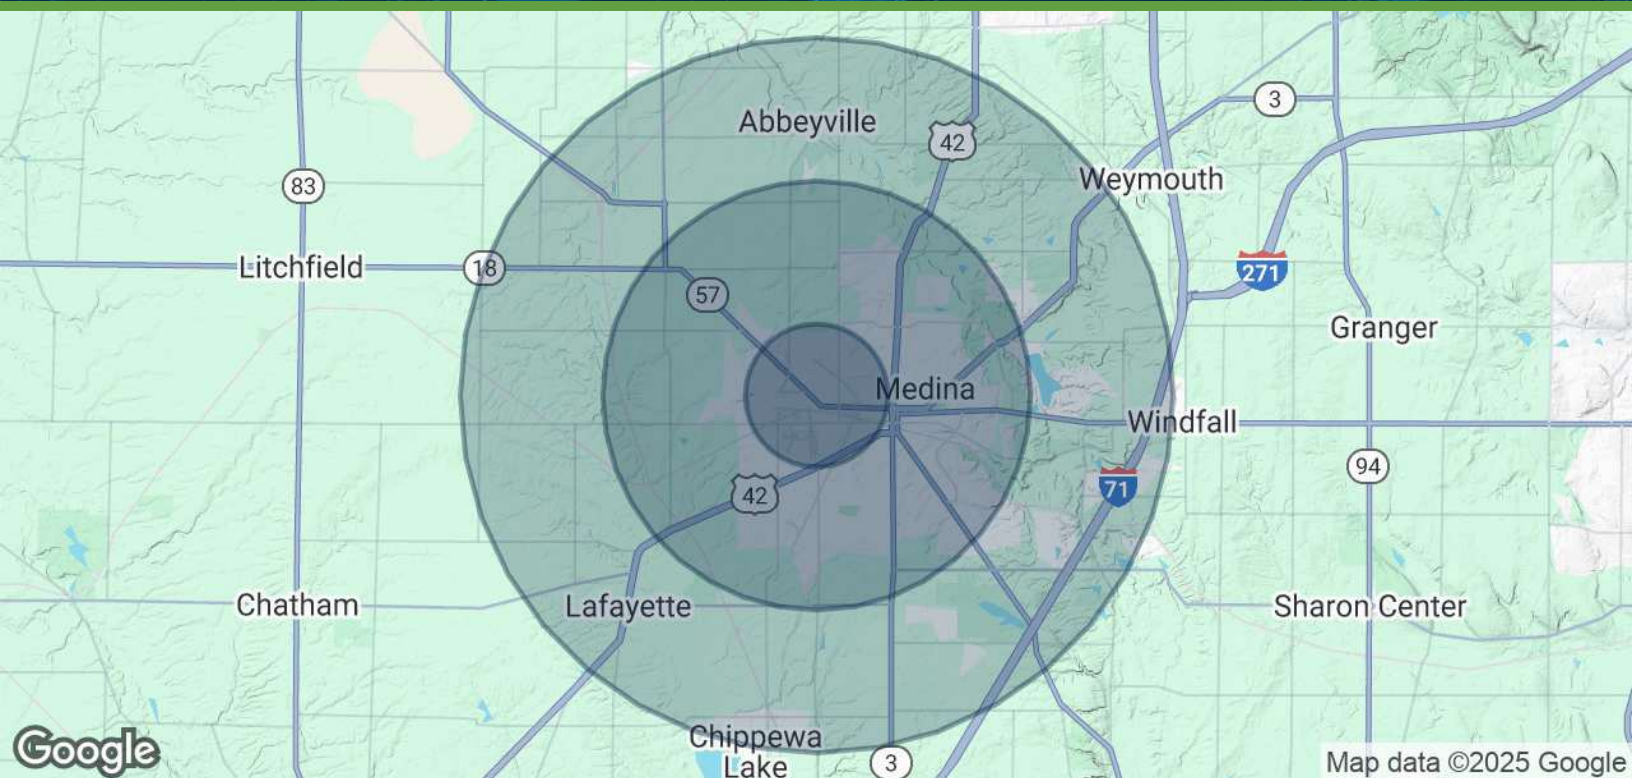 3
Abbeyville
42
Weymouth
83
Litchfield
18
271
57
Granger
Medina
Windfall
94
71
42
Chatham
Lafayette
Sharon Center
Chippewa
Lake
3
Google
Map data ©2025 Google